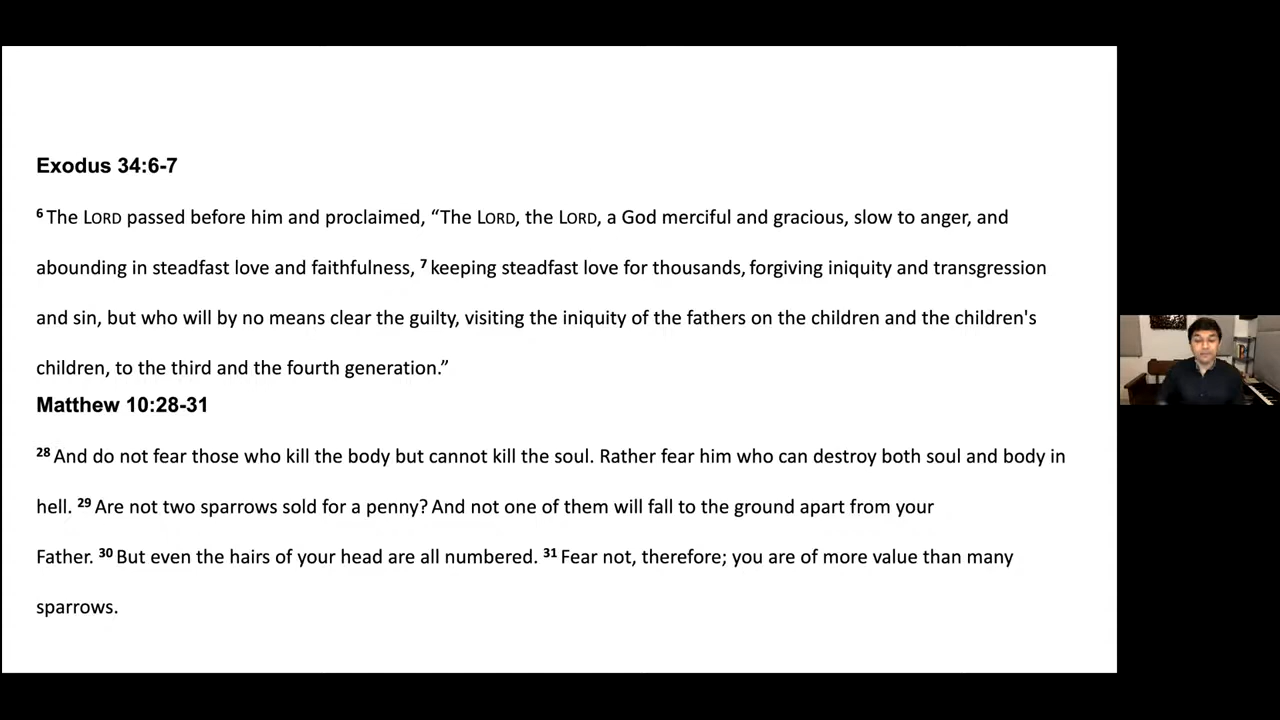 Exodus 34:6-7
6 The LORD passed before him and proclaimed, “The LORD, the LORD, a God merciful and gracious, slow to anger, and
abounding in steadfast love and faithfulness, 7 keeping steadfast love for thousands, forgiving iniquity and transgression
and sin, but who will by no means clear the guilty, visiting the iniquity of the fathers on the children and the children's
children, to the third and the fourth generation.”
Matthew 10:28-31
28 And do not fear those who kill the body but cannot kill the soul. Rather fear him who can destroy both soul and body in
hell. 29 Are not two sparrows sold for a penny? And not one of them will fall to the ground apart from your
Father. 30 But even the hairs of your head are all numbered. 31 Fear not, therefore; you are of more value than many
sparrows.